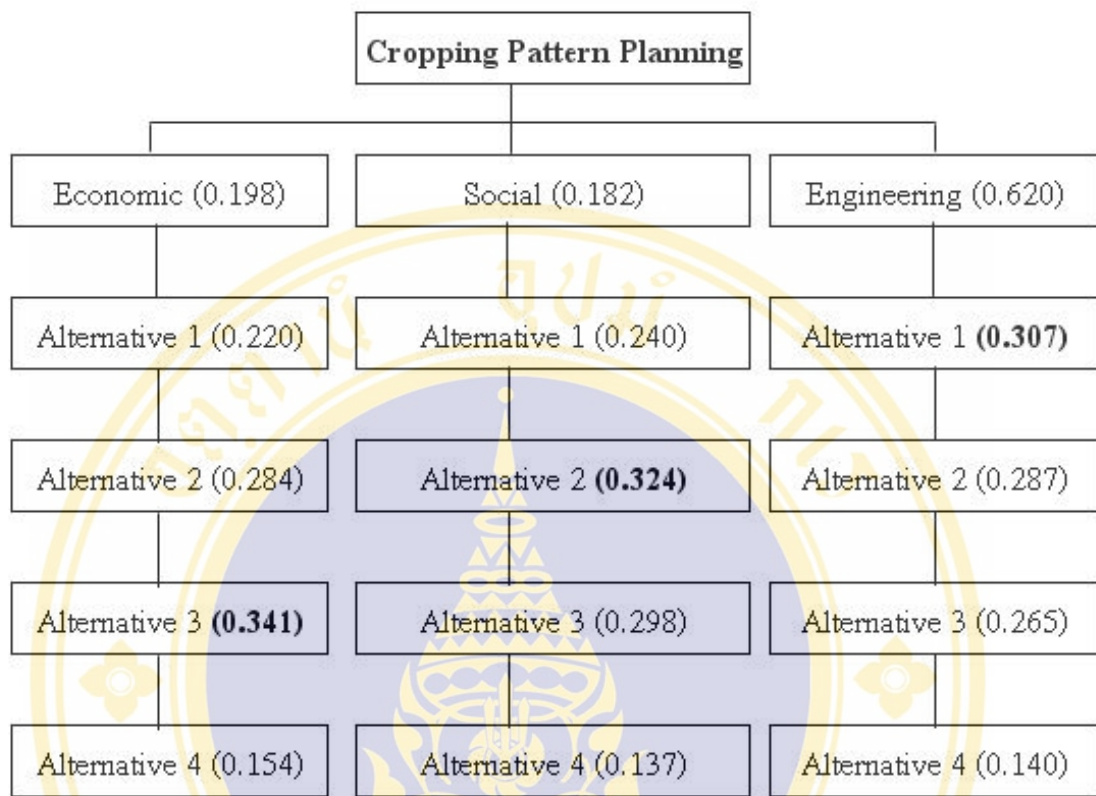 Cropping Pattern Planning
Economic (0.198)
Social (0.182)
Engineering (0.620)
Alternative 1 (0.220)
Alternative 1 (0.240)
Alternative 1 (0.307)
Alternative 2 (0.284)
Alternative 2 (0.324)
Alternative 2 (0.287)
Alternative 3 (0.341)
Alternative 3 (0.298)
Alternative 3 (0.265)
Alternative 4 (0.154)
Alternative 4 (0.137)
Alternative 4 (0.140)